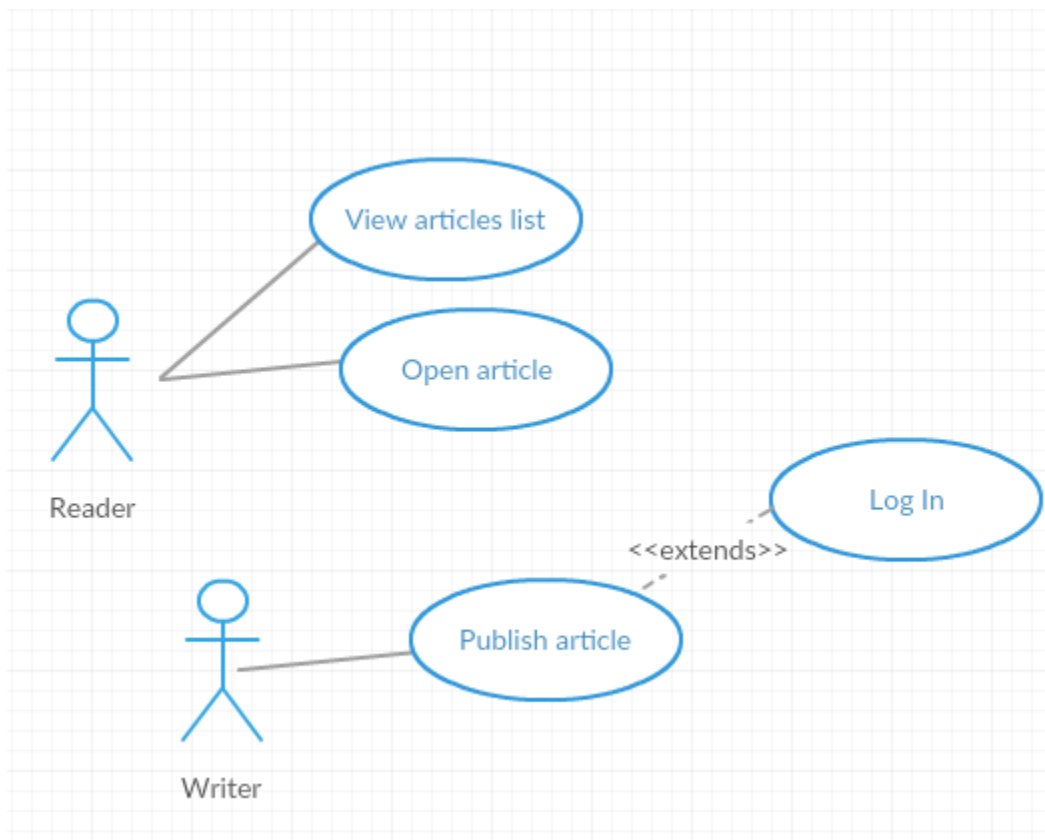 View articles list
Open article
Reader
Log In
<<extends>>
Publish article
Writer